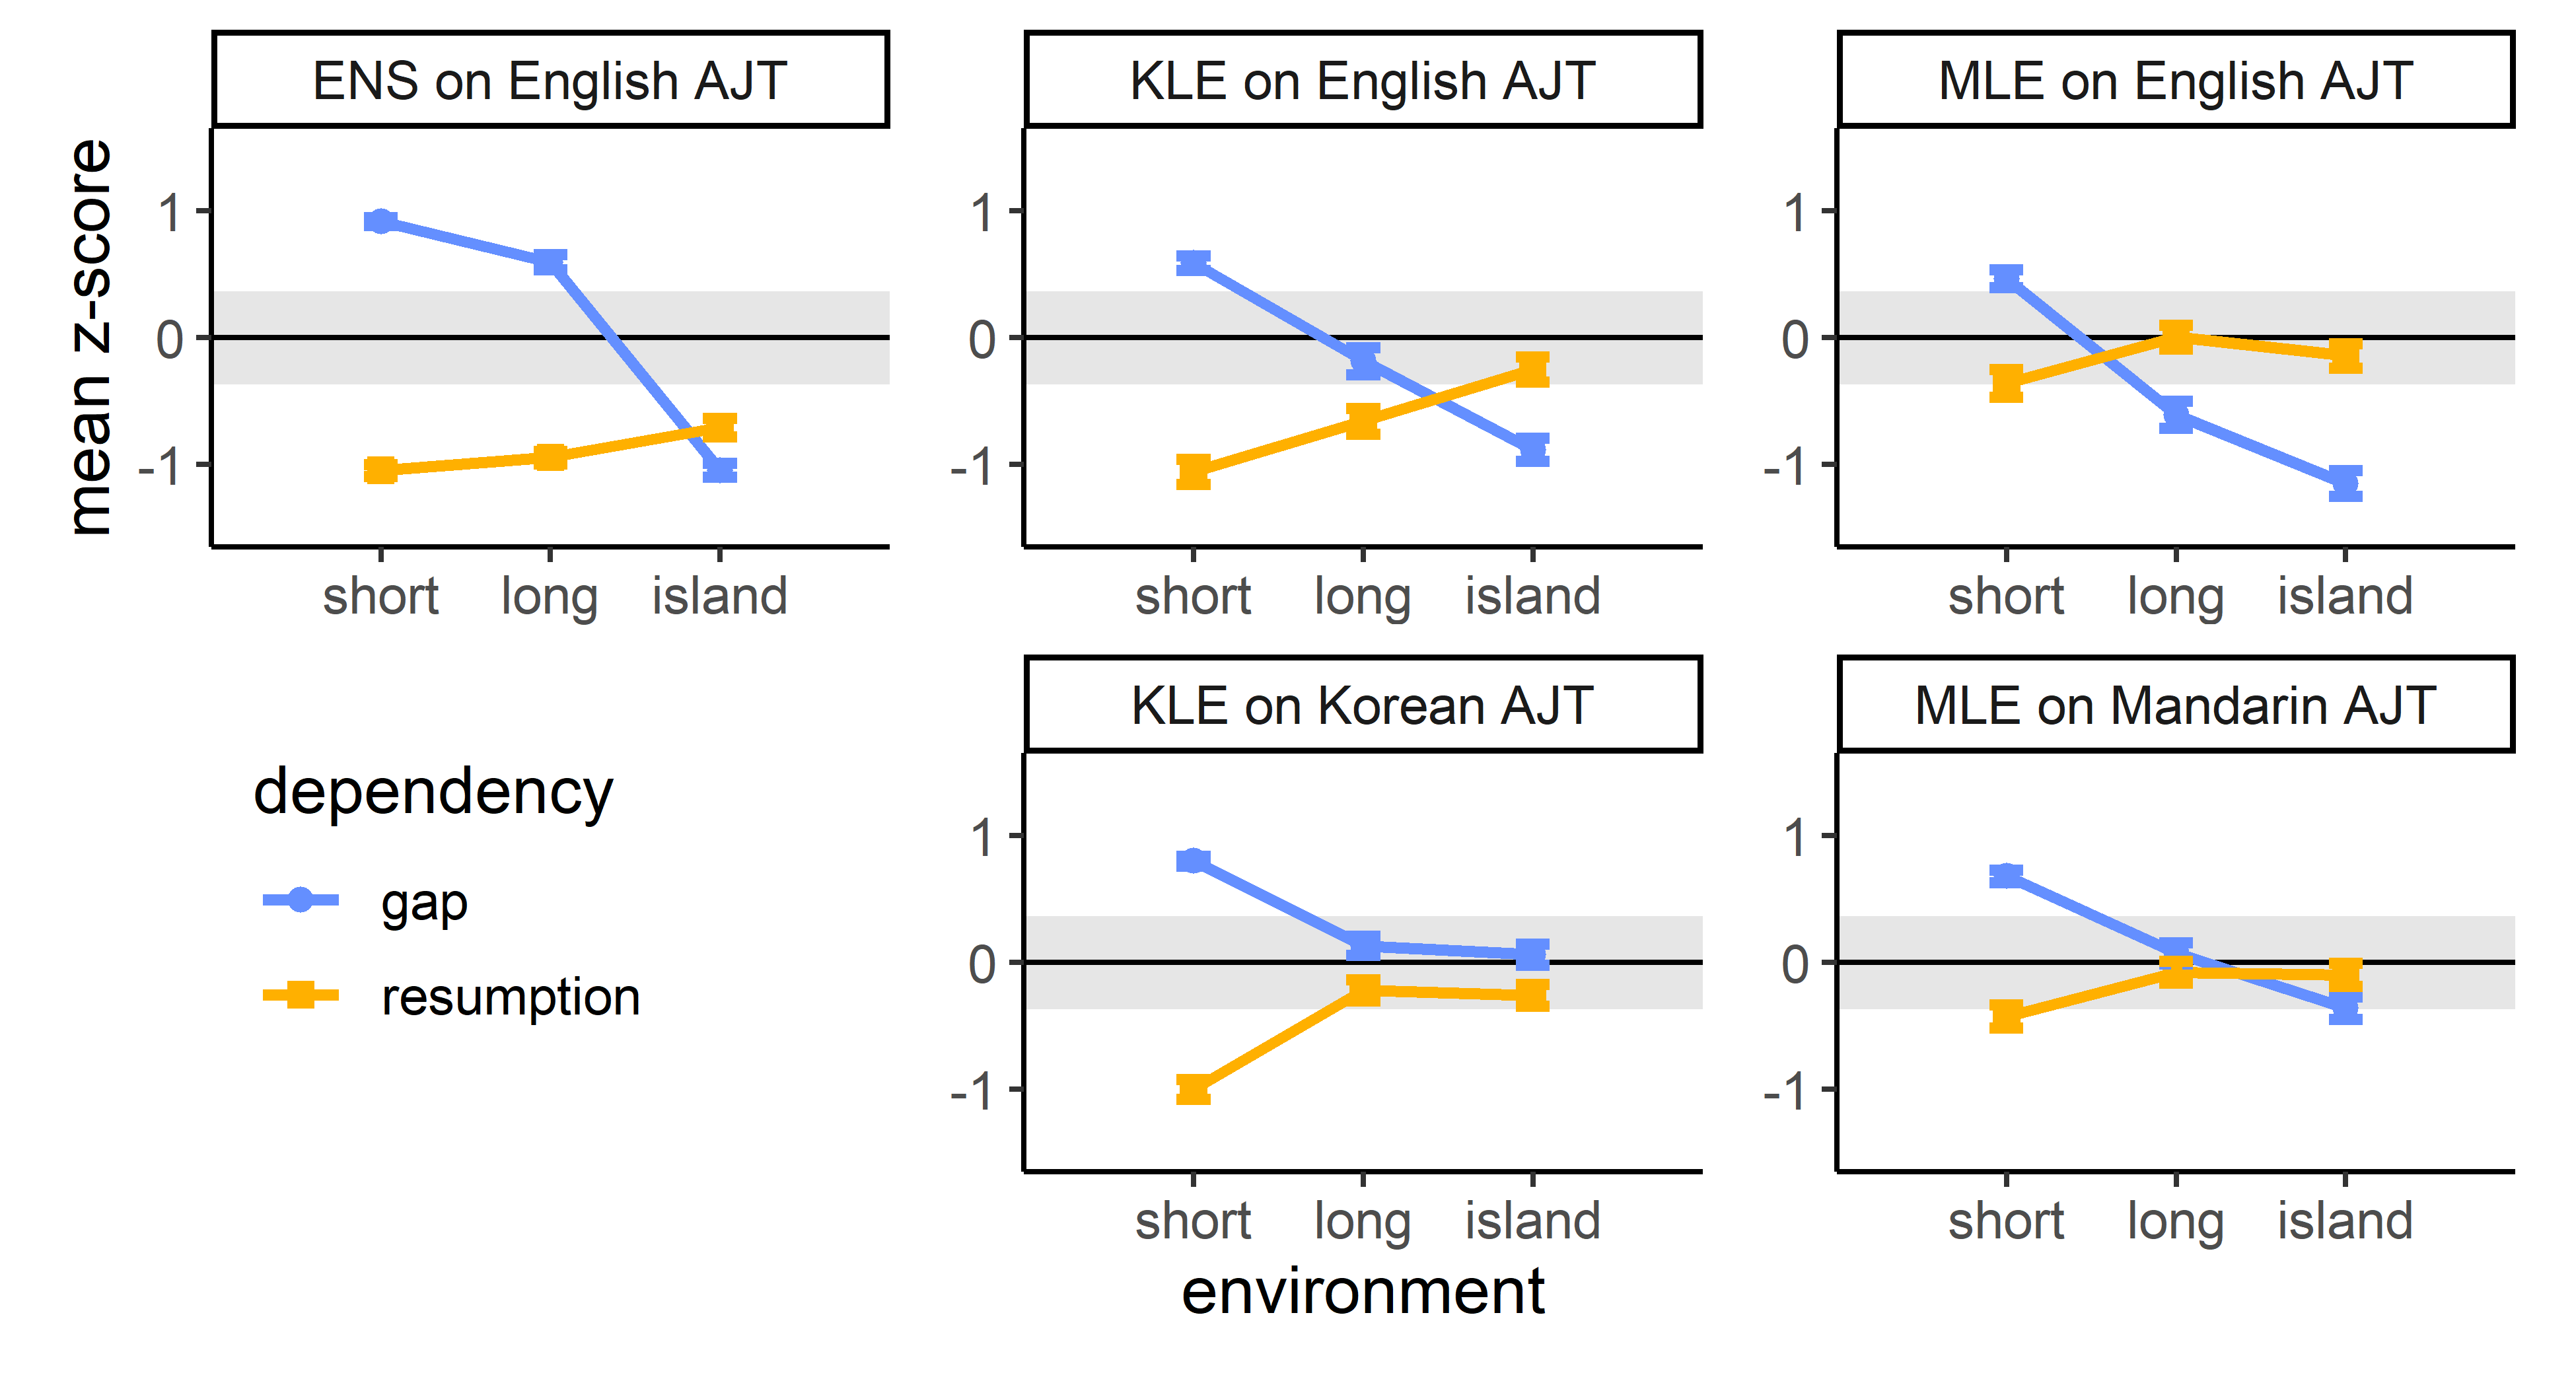 ENS on English AJT
KLE on English AJT
MLE on English AJT
mean z-score
1
0
-1
short long island
1
0
-1
short long island
1
0
-1
short long island
KLE on Korean AJT
MLE on Mandarin AJT
dependency
gap
resumption
1
0
-1
short long island
1
0
-1
short long island
environment